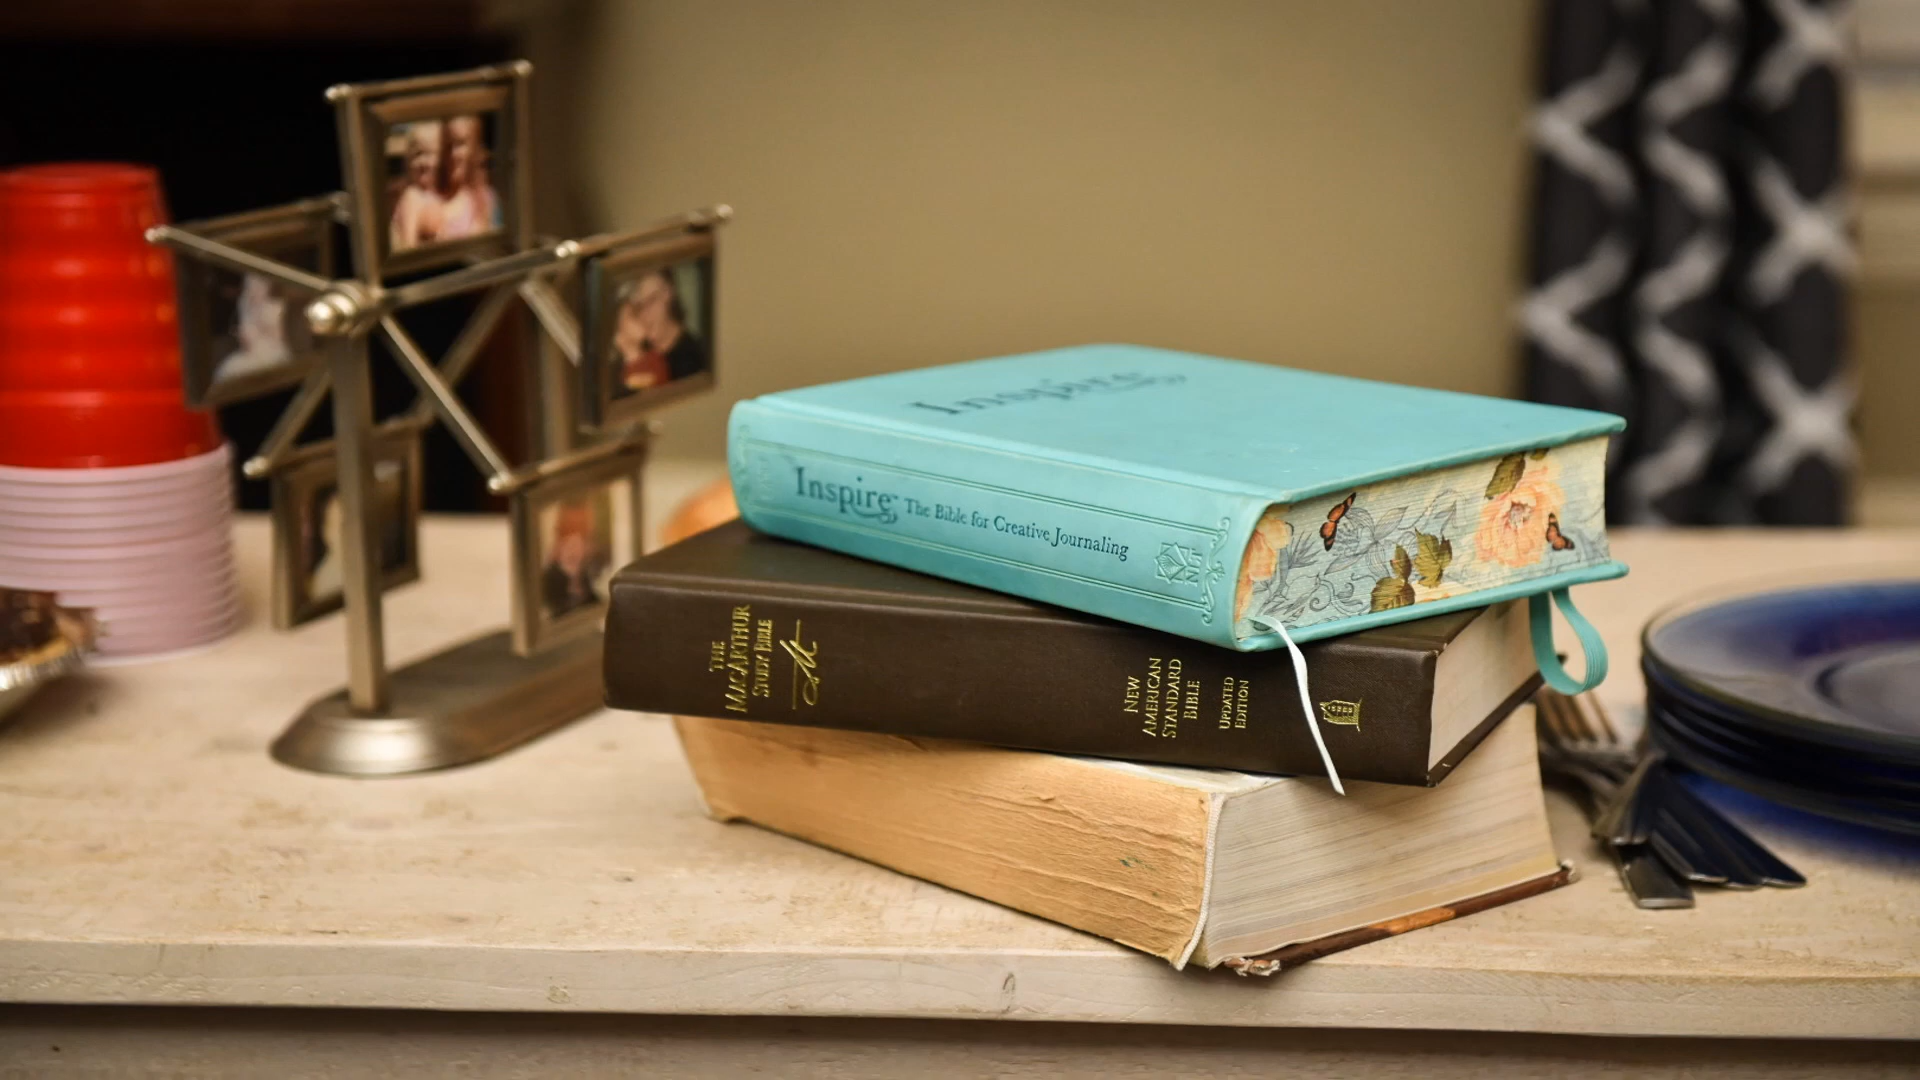 Inspire
Inspire The Bible for Creative Journaling
NLT
THE
MACARTHUR
STUDY BIBLE
NEW
AMERICAN
STANDARD
BIBLE
UPDATED
EDITION